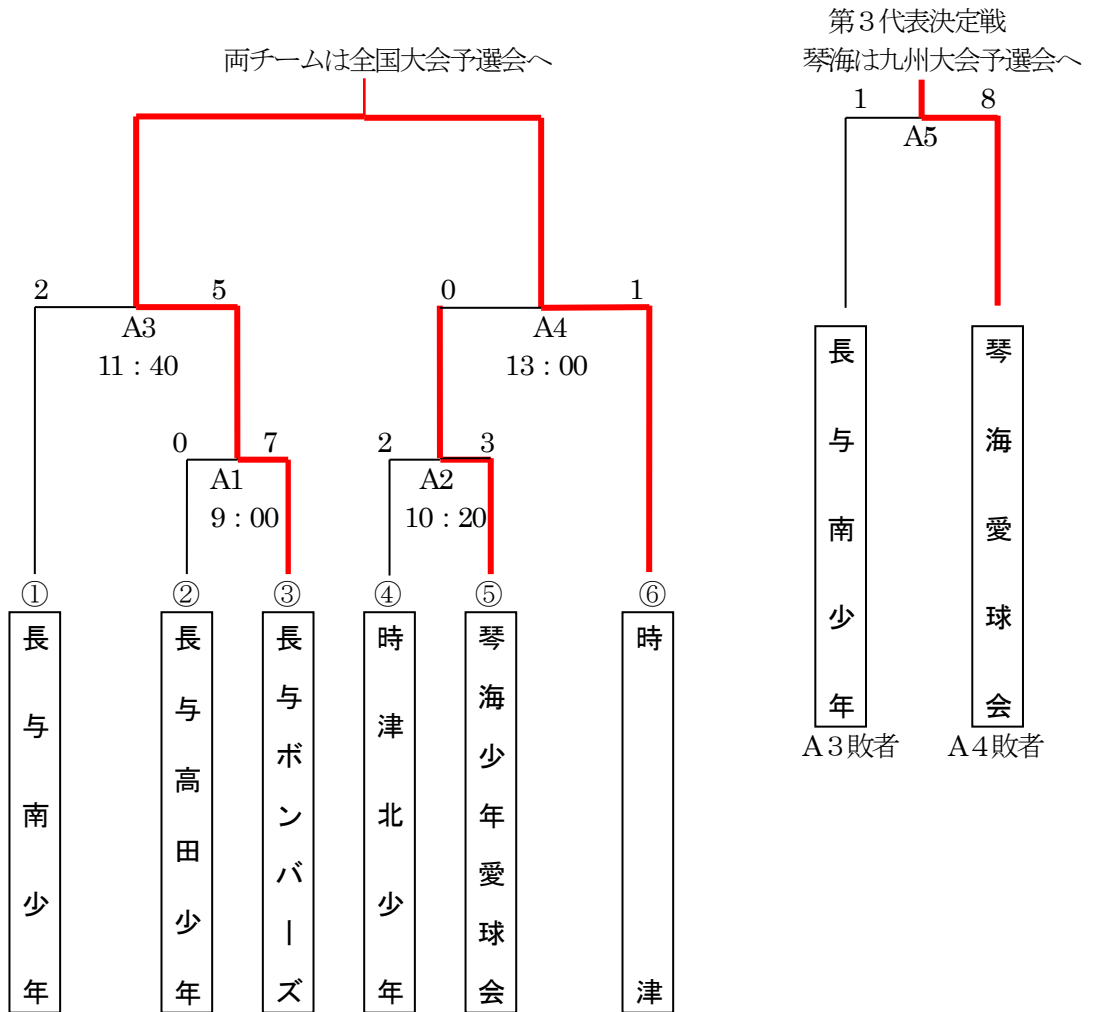 第３代表決定戦
両チームは全国大会予選会へ
琴海は九州大会予選会へ
1 8
A5
2 5 0 1
A3 A4
11：40 13：00
0 7 2 3
A1 A2
9：00 10：20
① ② ③ ④ ⑤ ⑥
長与南少年
長与高田少年
長与ボンバーズ
時津北少年
琴海少年愛球会
時津
長与南少年
琴海愛球会
A３敗者 A４敗者